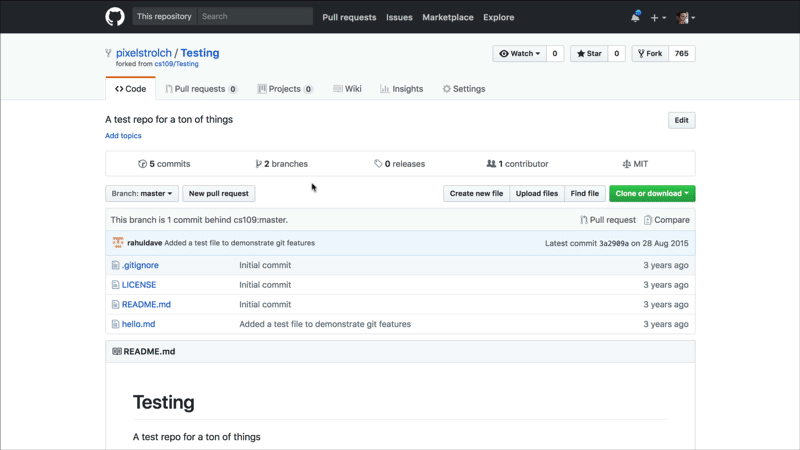 This repository Search Pull requests Issues Marketplace Explore
pixelstrolch / Testing
forked from cs109/Testing
Watch 0 Star 0 Fork 765
Code Pull requests 0 Projects 0 Wiki Insights Settings
A test repo for a ton of things Edit
Add topics
5 commits 2 branches 0 releases 1 contributor MIT
Branch: master New pull request Create new file Upload files Find file Clone or download
This branch is 1 commit behind cs109:master. Pull request Compare
rahuldave Added a test file to demonstrate git features Latest commit 3a2909a on 28 Aug 2015
.gitignore Initial commit 3 years ago
LICENSE Initial commit 3 years ago
README.md Initial commit 3 years ago
hello.md Added a test file to demonstrate git features 3 years ago
README.md
Testing
A test repo for a ton of things